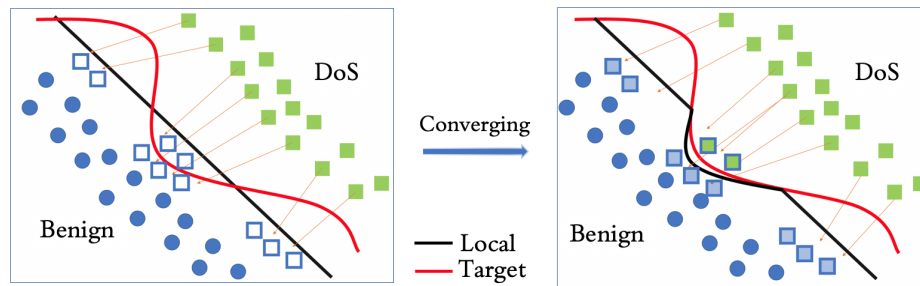 DoS
Benign
Converging
Local
Target
DoS
Benign